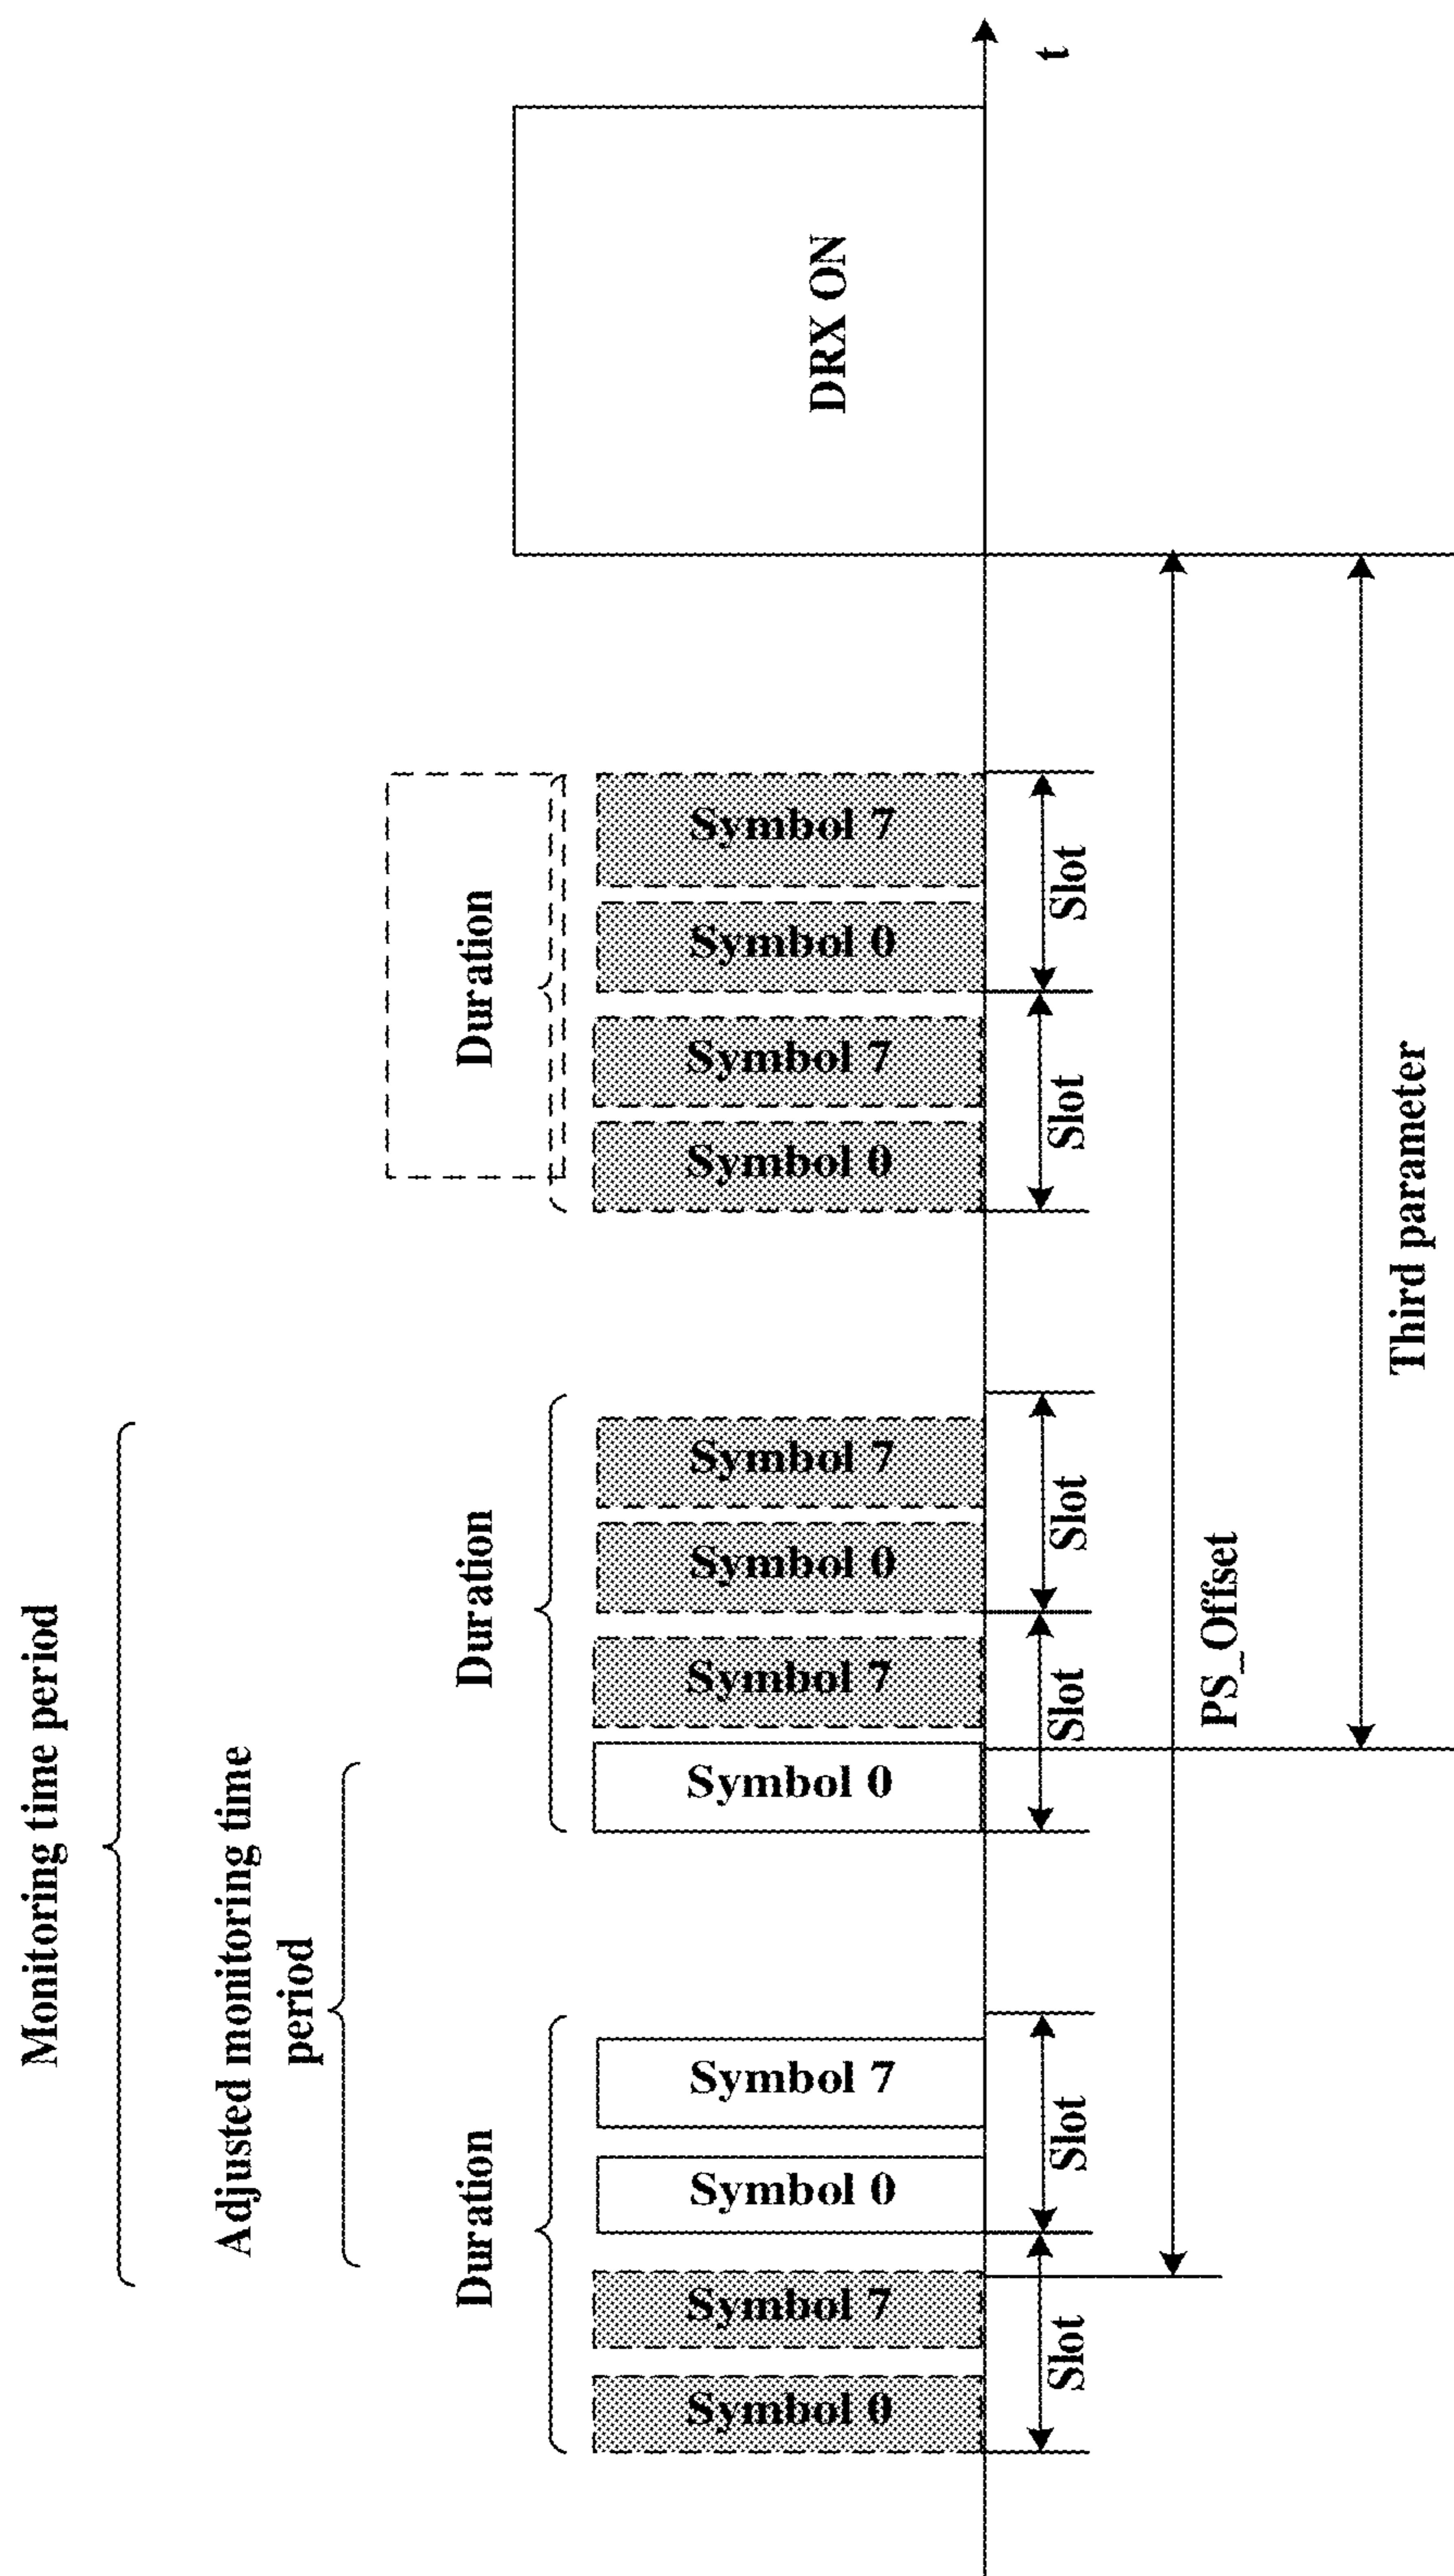 Monitoring time period
Adjusted monitoring time
period
Duration
Duration
Duration
Symbol 0
Symbol 7
Symbol 0
Symbol 7
Symbol 0
Symbol 7
Symbol 0
Symbol 7
Symbol 0
Symbol 7
Symbol 0
Symbol 7
DRX ON
t
Slot
Slot
Slot
Slot
Slot
Slot
PS_Offset
Third parameter